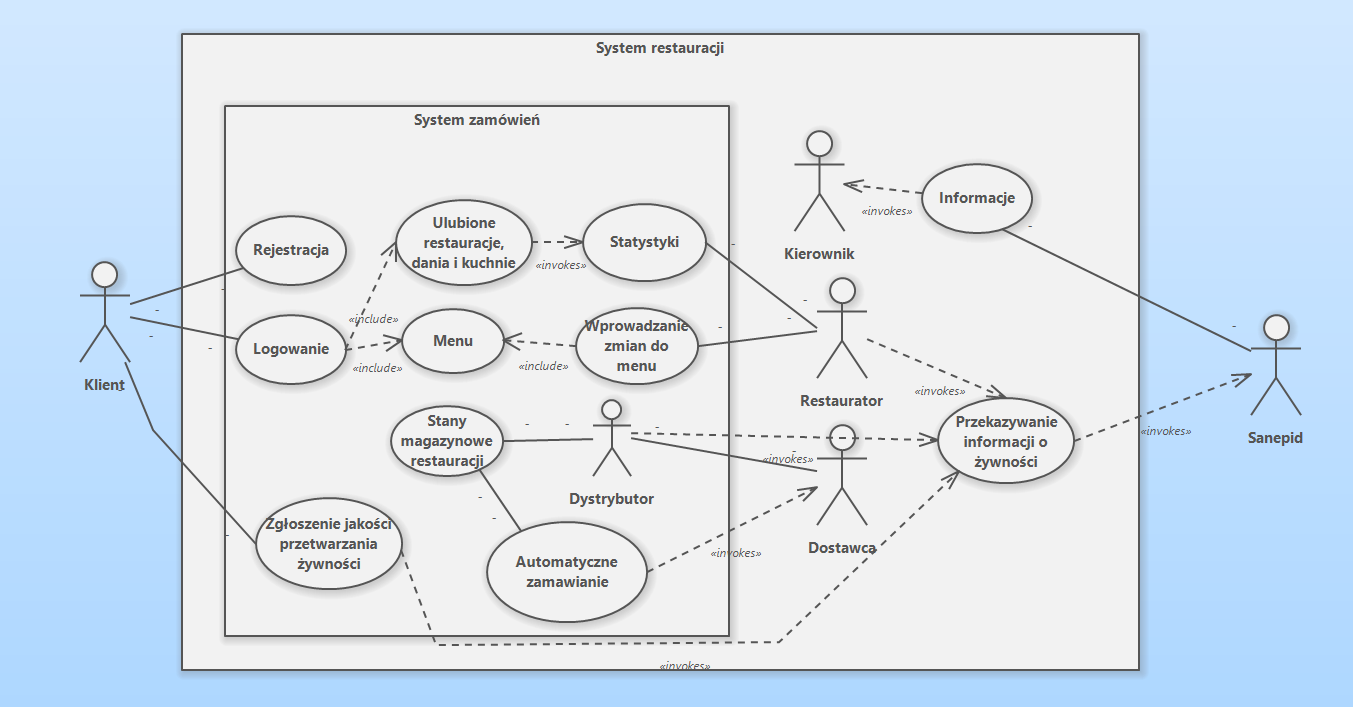 System restauracji
System zamówień
Kierownik
Informacje
«invokes»
Rejestracja
Ulubione
restauracje,
dania i kuchnie
«invokes»
Statystyki
Klient
Logowanie
«include»
«include»
Menu
«include»
Wprowadzanie
zmian do
menu
Restaurator
«invokes»
Sanepid
«invokes»
Stany
magazynowe
restauracji
Dystrybutor
«invokes»
Przekazywanie
informacji o
żywności
Dostawca
«invokes»
Zgłoszenie jakości
przetwarzania
żywności
Automatyczne
zamawianie
«invokes»